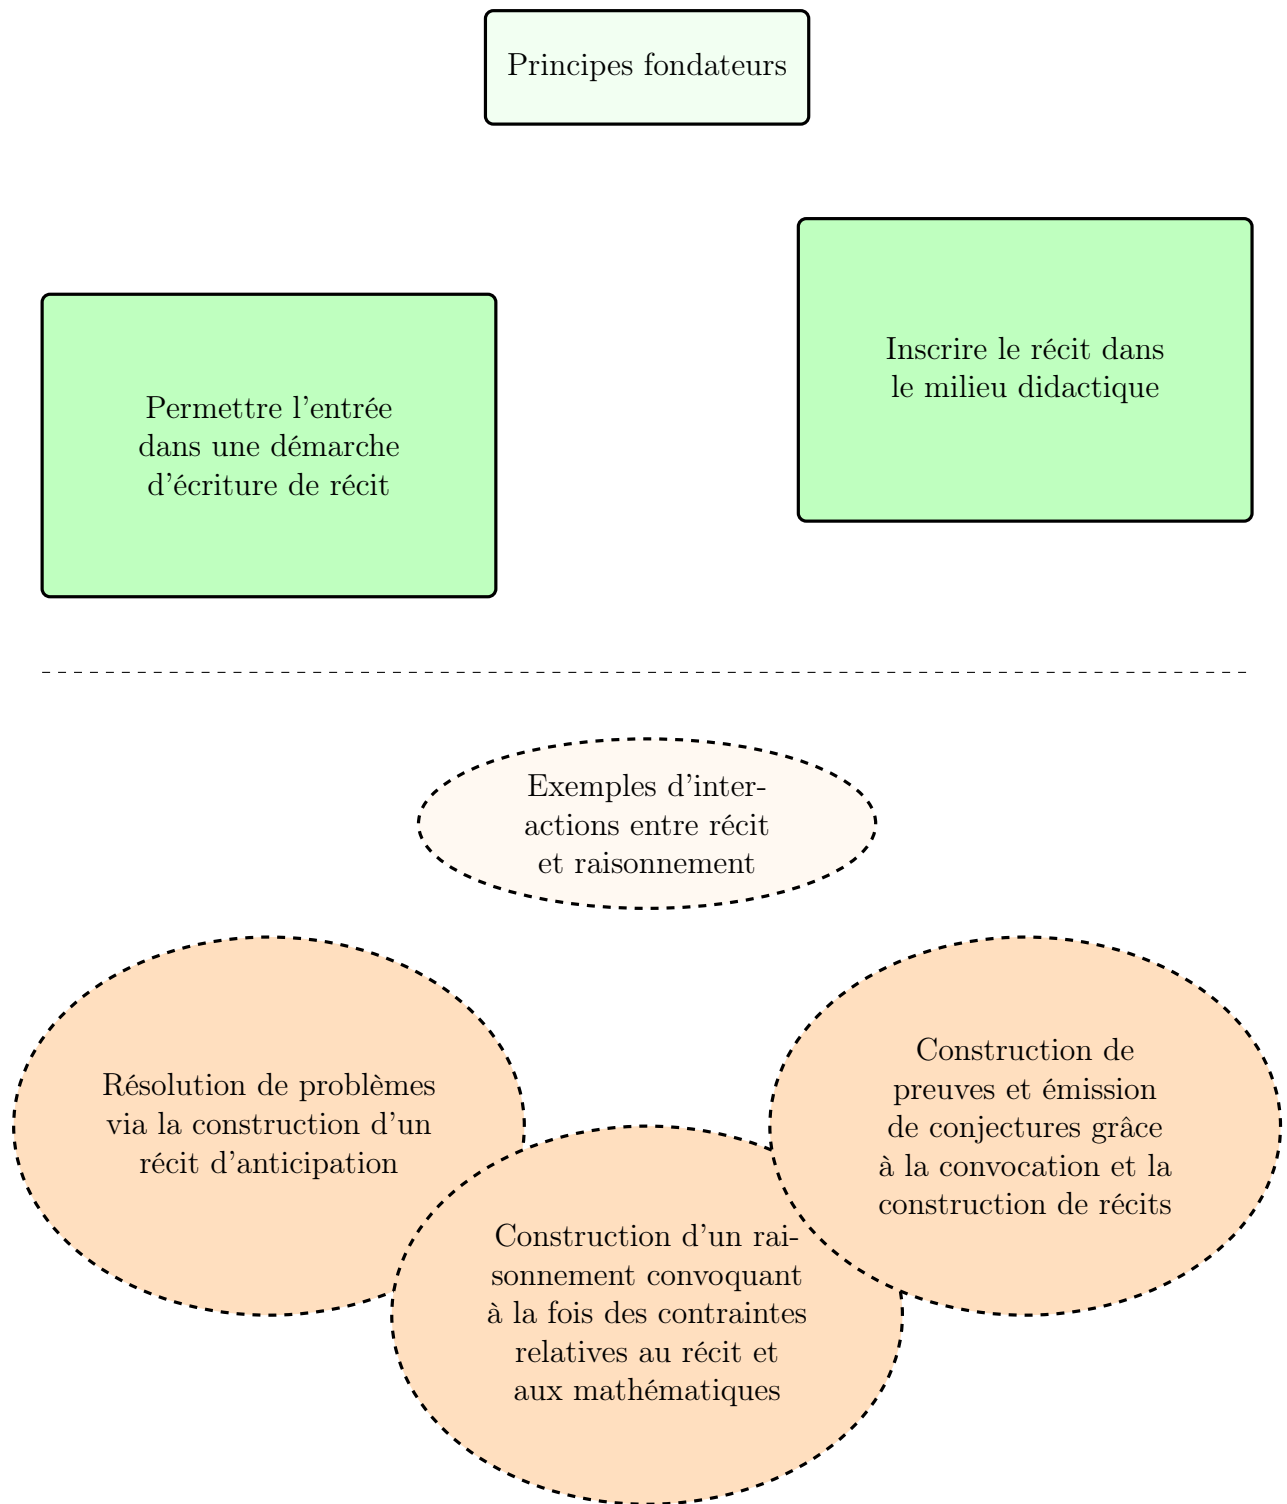 Principes fondateurs
Permettre l'entrée
dans une démarche
d'écriture de récit
Inscrire le récit dans
le milieu didactique
Exemples d'inter-
actions entre récit
et raisonnement
Résolution de problèmes
via la construction d'un
récit d'anticipation
Construction d'un rai-
sonnement convoquant
à la fois des contraintes
relatives au récit et
aux mathématiques
Construction de
preuves et émission
de conjectures grâce
à la convocation et la
construction de récits